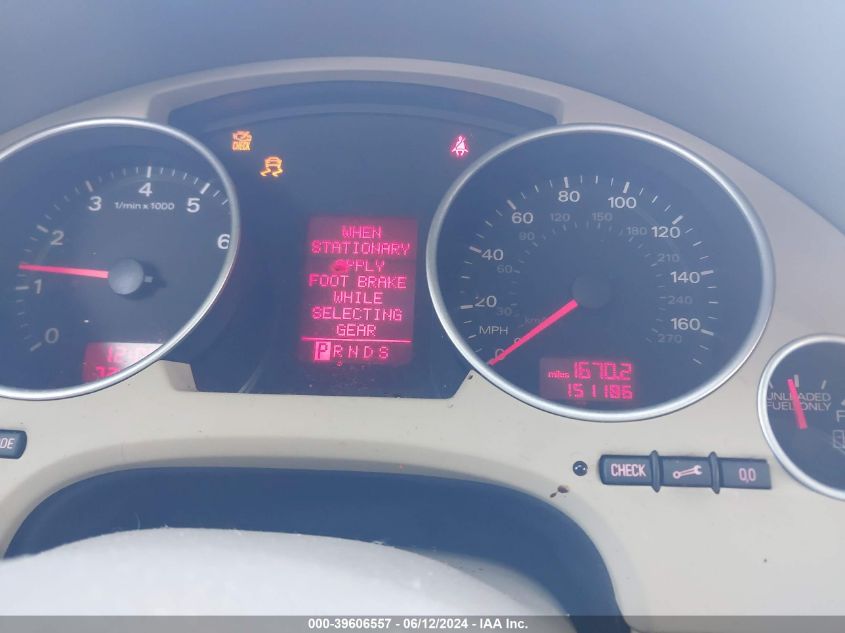 CHECK
3 4 5
1/min x 1000
2 6
1
0
WHEN
STATIONARY
APPLY
FOOT BRAKE
WHILE
SELECTING
GEAR
P R N D S
60 80 100
120
40 140
20 160
90 120 150 180
60 210
30 240
km/h 270
MPH
0
miles 1670.2
151186
UNLEADED
FUEL ONLY
CHECK
0.0
000-39606557 - 06/12/2024 - IAA Inc.